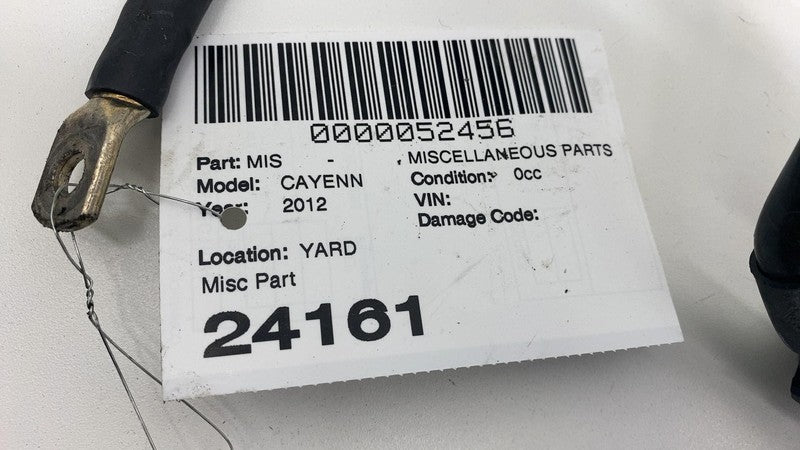 0000052456
Part: MIS - , MISCELLANEOUS PARTS
Model: CAYENN Condition: 0cc
Year: 2012 VIN:
Damage Code:
Location: YARD
Misc Part
24161